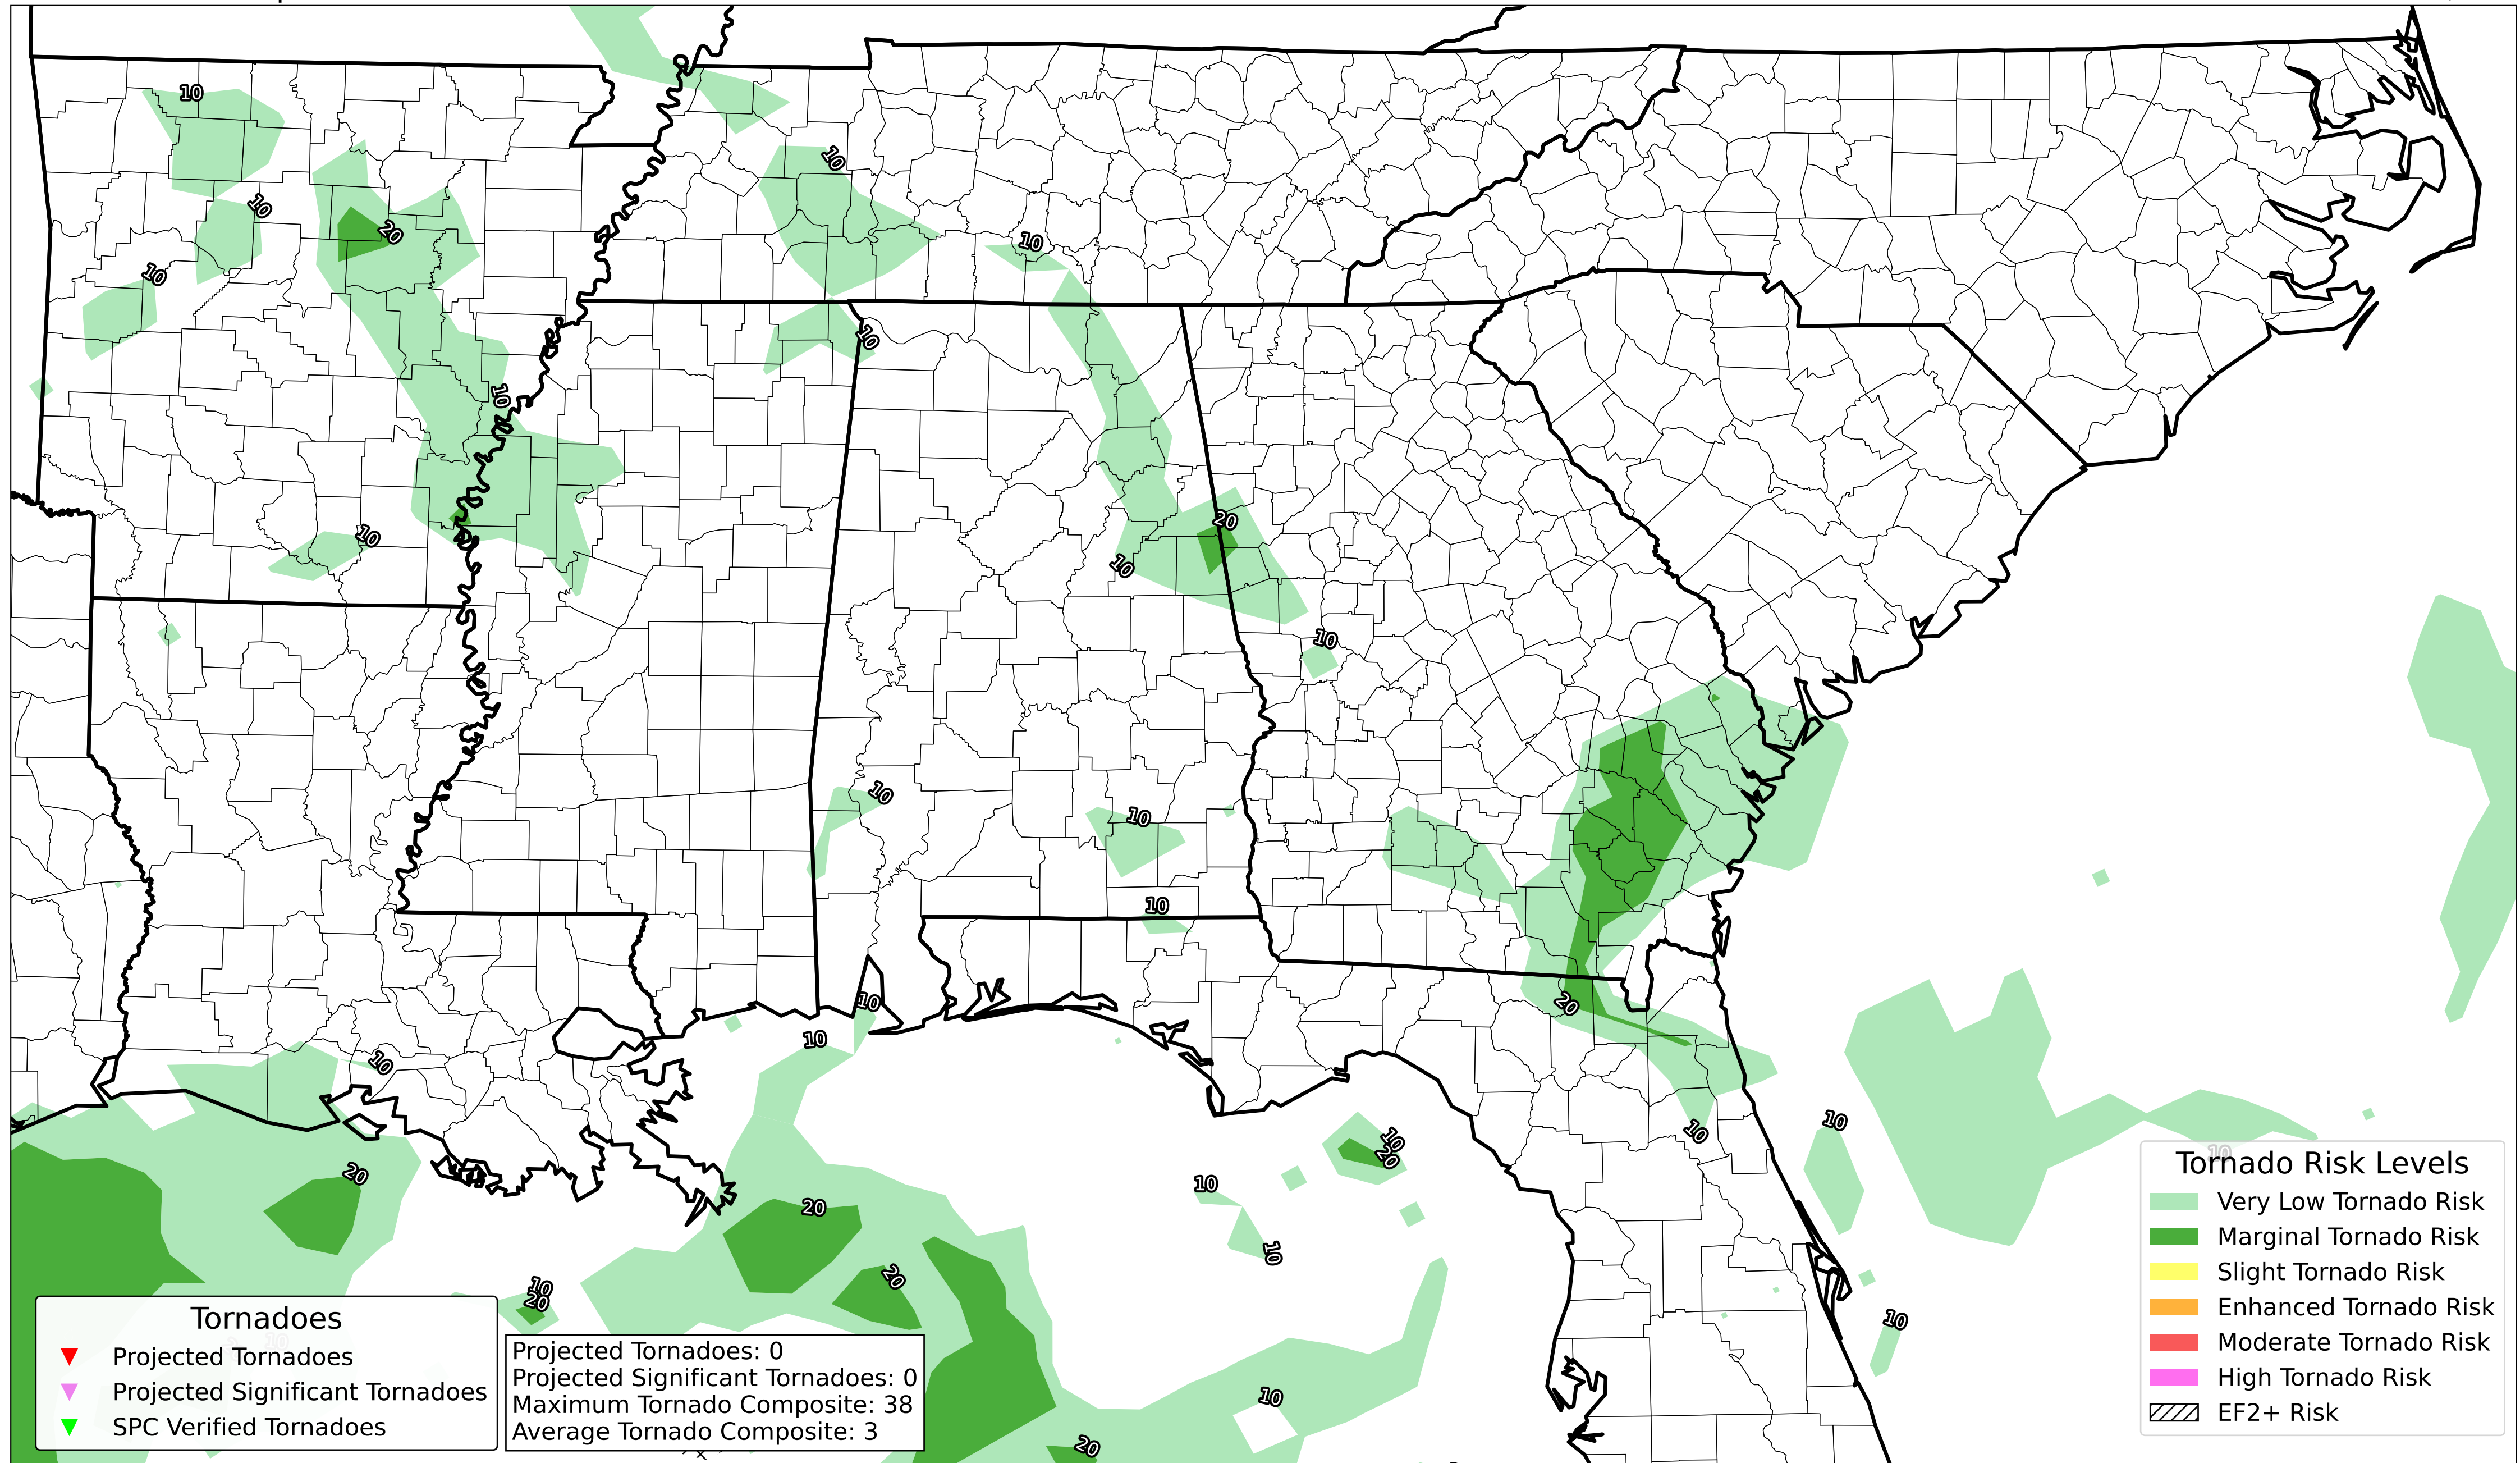 10
10
10
10
20
10
10
10
10
20
10
10
10
10
10
10
20
10
10
10
10
10
10
20
10
20
10
20
20
10
10
20
10
10
20
10
Tornado Risk Levels
Very Low Tornado Risk
Marginal Tornado Risk
Slight Tornado Risk
Enhanced Tornado Risk
Moderate Tornado Risk
High Tornado Risk
EF2+ Risk
Tornadoes
Projected Tornadoes
Projected Significant Tornadoes
SPC Verified Tornadoes
Projected Tornadoes: 0
Projected Significant Tornadoes: 0
Maximum Tornado Composite: 38
Average Tornado Composite: 3